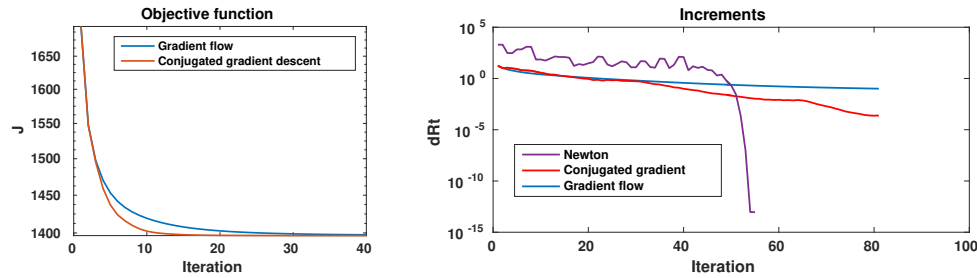 Objective function
1650
1600
1550
1500
1450
1400
J
Gradient flow
Conjugated gradient descent
0 10 20 30 40
Iteration
Increments
10^5
10^0
10^-5
10^-10
10^-15
dRt
Newton
Conjugated gradient
Gradient flow
0 20 40 60 80 100
Iteration